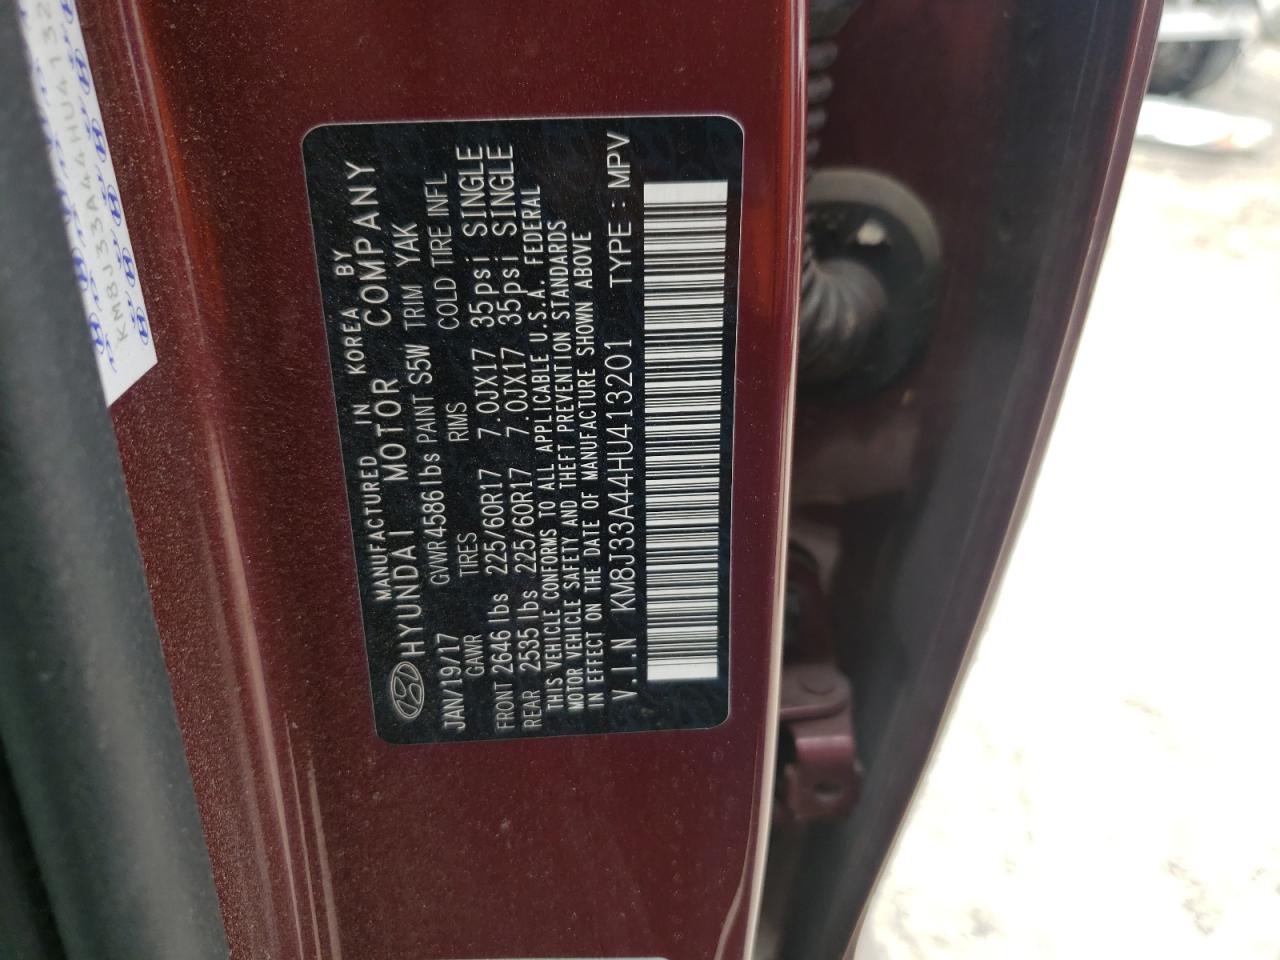 MANUFACTURED IN KOREA BY
HYUNDAI MOTOR COMPANY
JAN/19/17 GVWR 4586 lbs PAINT S5W TRIM YAK
GAWR TIRES RIMS COLD TIRE INFL
FRONT 2646 lbs 225/60R17 7.0JX17 35psi SINGLE
REAR 2535 lbs 225/60R17 7.0JX17 35psi SINGLE
THIS VEHICLE CONFORMS TO ALL APPLICABLE U.S.A. FEDERAL
MOTOR VEHICLE SAFETY AND THEFT PREVENTION STANDARDS
IN EFFECT ON THE DATE OF MANUFACTURE SHOWN ABOVE
V.I.N KM8J33A44HU413201 TYPE : MPV
KM8J33A44HU4132